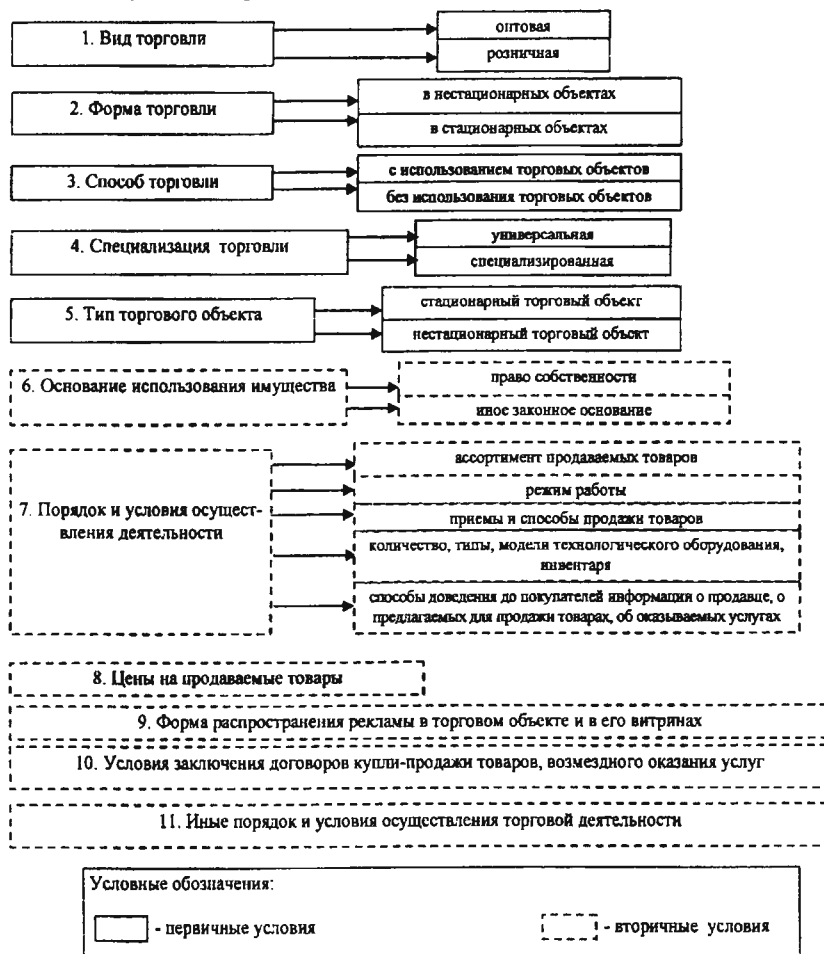 1. Вид торговли
оптовая
розничная
2. Форма торговли
в нестационарных объектах
в стационарных объектах
3. Способ торговли
с использованием торговых объектов
без использования торговых объектов
4. Специализация торговли
универсальная
специализированная
5. Тип торгового объекта
стационарный торговый объект
нестационарный торговый объект
6. Основание использования имущества
право собственности
иное законное основание
7. Порядок и условия осущест-
вления деятельности
ассортимент продаваемых товаров
режим работы
приемы и способы продажи товаров
количество, типы, модели технологического оборудования,
инвентаря
способы доведения до покупателей информации о продавце, о
предлагаемых для продажи товарах, об оказываемых услугах
8. Цены на продаваемые товары
9. Форма распространения рекламы в торговом объекте и в его витринах
10. Условия заключения договоров купли-продажи товаров, возмездного оказания услуг
11. Иные порядок и условия осуществления торговой деятельности
Условные обозначения:
- первичные условия
- вторичные условия